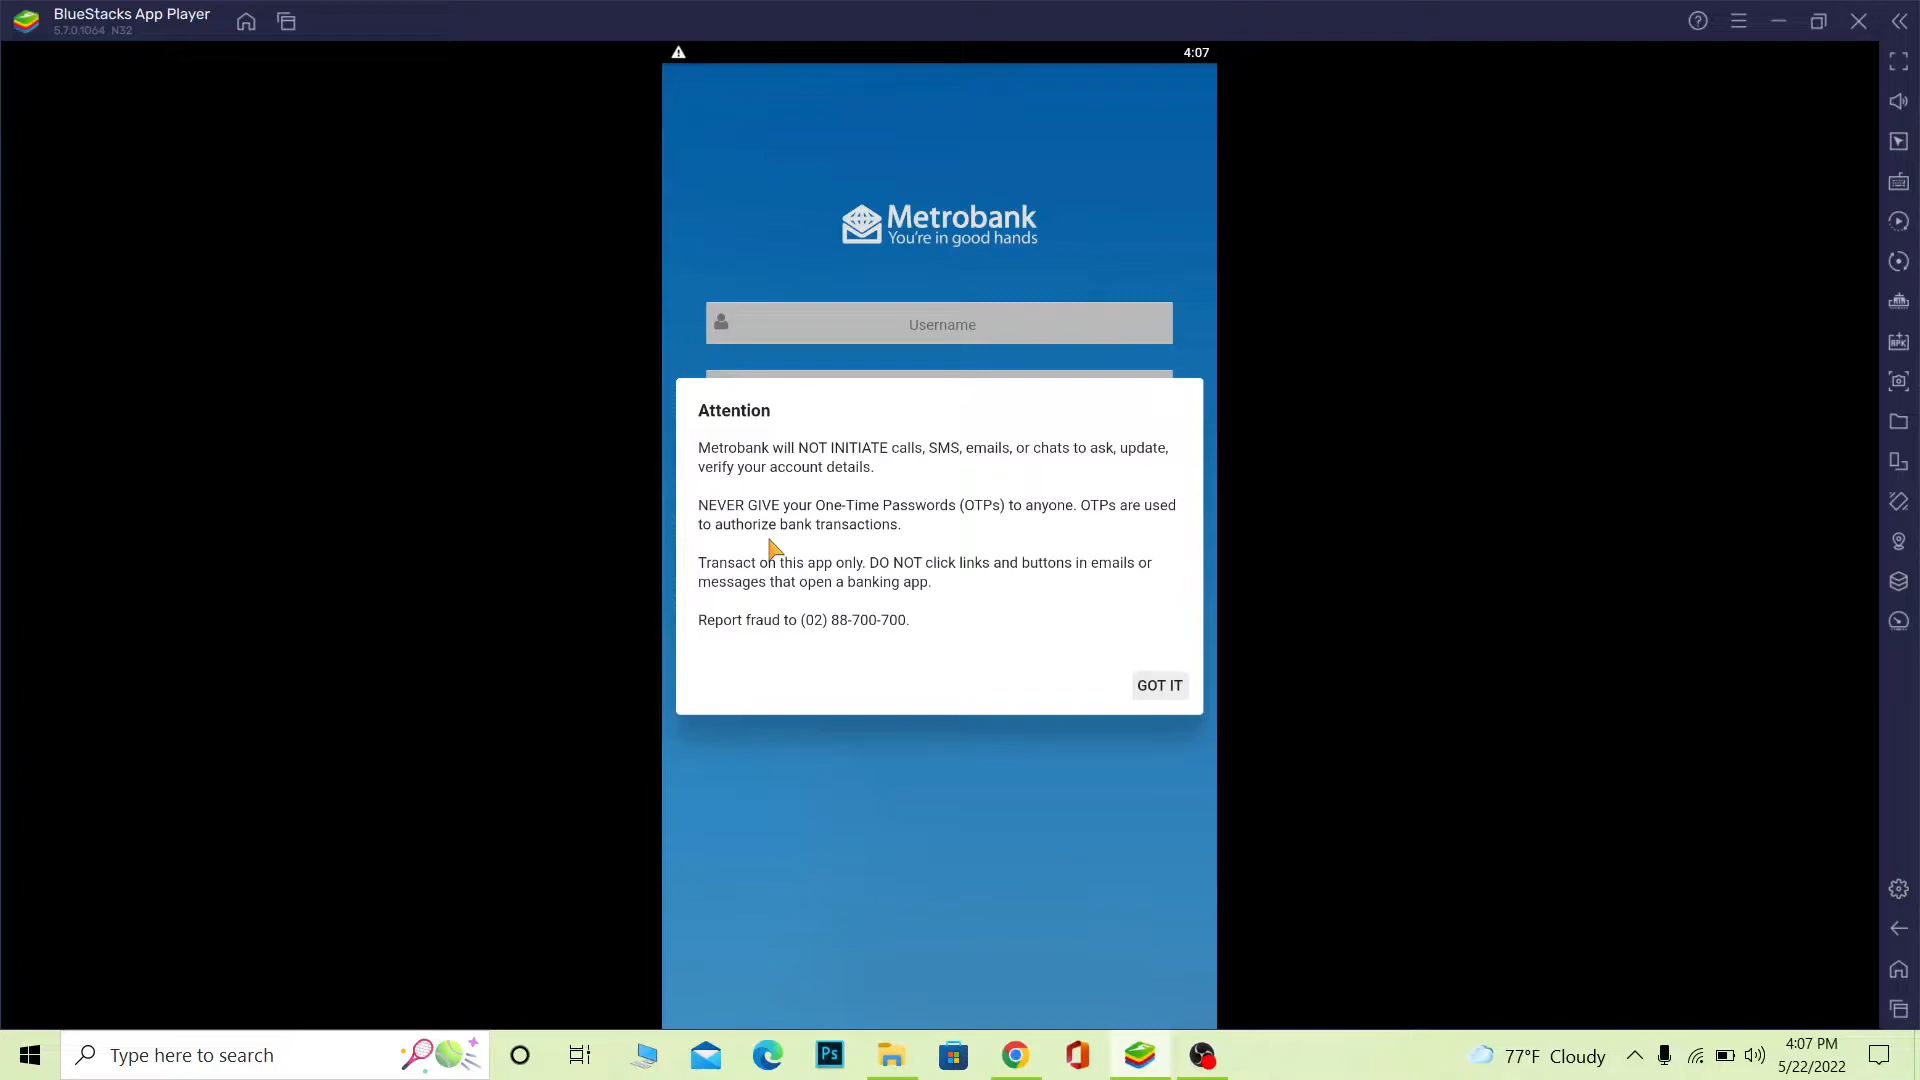 BlueStacks App Player
5.7.0.1064 N32
4:07
Metrobank
You're in good hands
Username
Attention
Metrobank will NOT INITIATE calls, SMS, emails, or chats to ask, update,
verify your account details.
NEVER GIVE your One-Time Passwords (OTPs) to anyone. OTPs are used
to authorize bank transactions.
Transact on this app only. DO NOT click links and buttons in emails or
messages that open a banking app.
Report fraud to (02) 88-700-700.
GOT IT
APK
Type here to search
Ps
77°F Cloudy
4:07 PM
5/22/2022